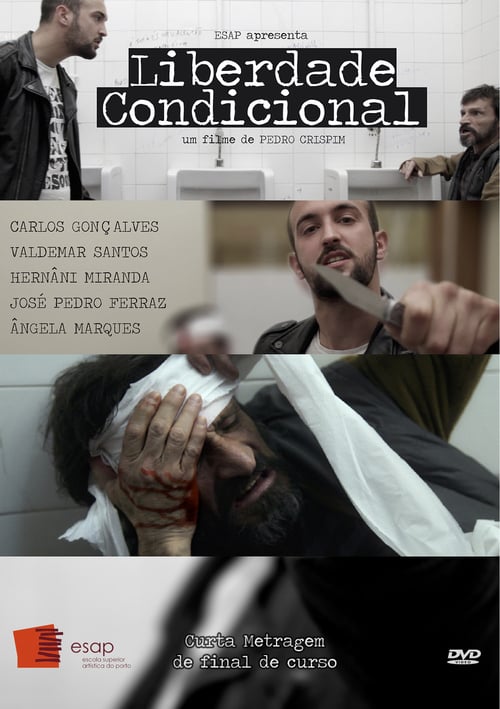 ESAP apresenta
Liberdade
Condicional
um filme de PEDRO CRISPIM
CARLOS GONÇALVES
VALDEMAR SANTOS
HERNÂNI MIRANDA
JOSÉ PEDRO FERRAZ
ÂNGELA MARQUES
esap
escola superior
artística do porto
Curta Metragem
de final de curso
DVD
VIDEO